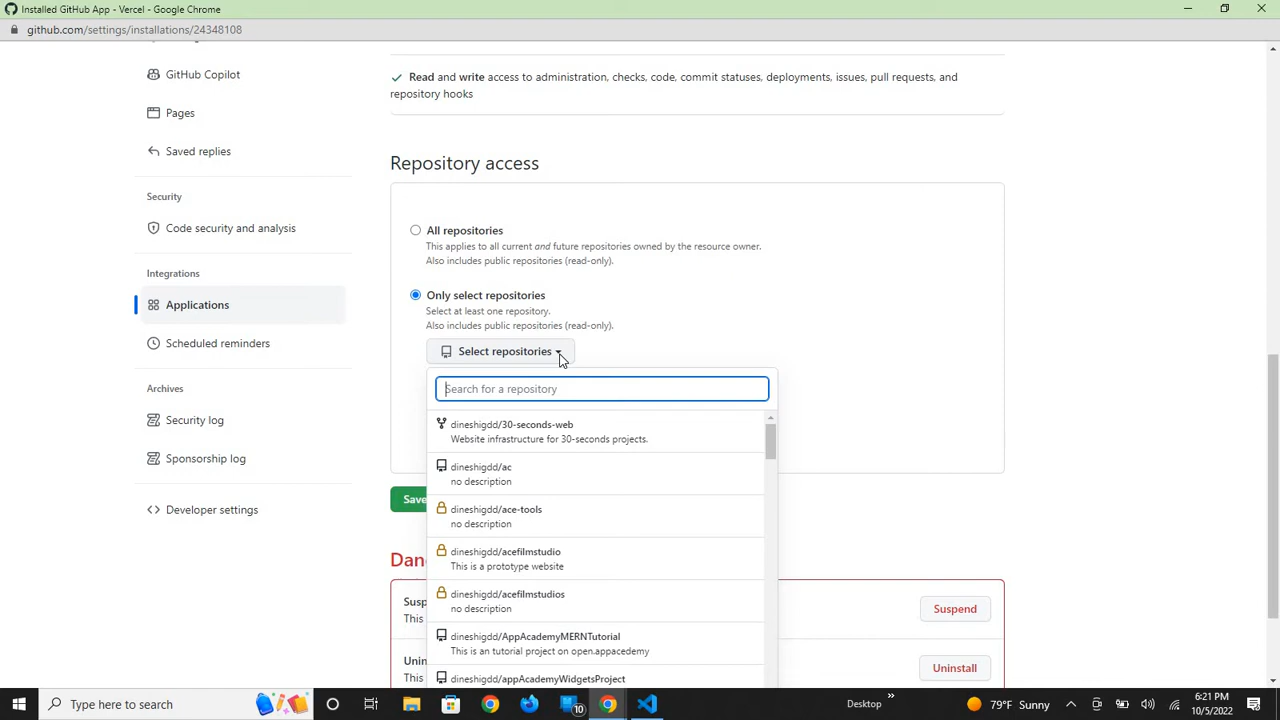 Installed GitHub App - Vercel - Google Chrome
github.com/settings/installations/24348108
GitHub Copilot
Pages
Saved replies
Security
Code security and analysis
Integrations
Applications
Scheduled reminders
Archives
Security log
Sponsorship log
Developer settings
Read and write access to administration, checks, code, commit statuses, deployments, issues, pull requests, and
repository hooks
Repository access
All repositories
This applies to all current and future repositories owned by the resource owner.
Also includes public repositories (read-only).
Only select repositories
Select at least one repository.
Also includes public repositories (read-only).
Select repositories
Search for a repository
dineshigdd/30-seconds-web
Website infrastructure for 30-seconds projects.
dineshigdd/ac
no description
dineshigdd/ace-tools
no description
dineshigdd/acefilmstudio
This is a prototype website
dineshigdd/acefilmstudios
no description
dineshigdd/AppAcademyMERNTutorial
This is an tutorial project on open.appacedemy
dineshigdd/appAcademyWidgetsProject
Save
Dan
Susp
This
Suspend
Unin
This
Uninstall
Type here to search
10
Desktop
79°F Sunny
6:21 PM
10/5/2022